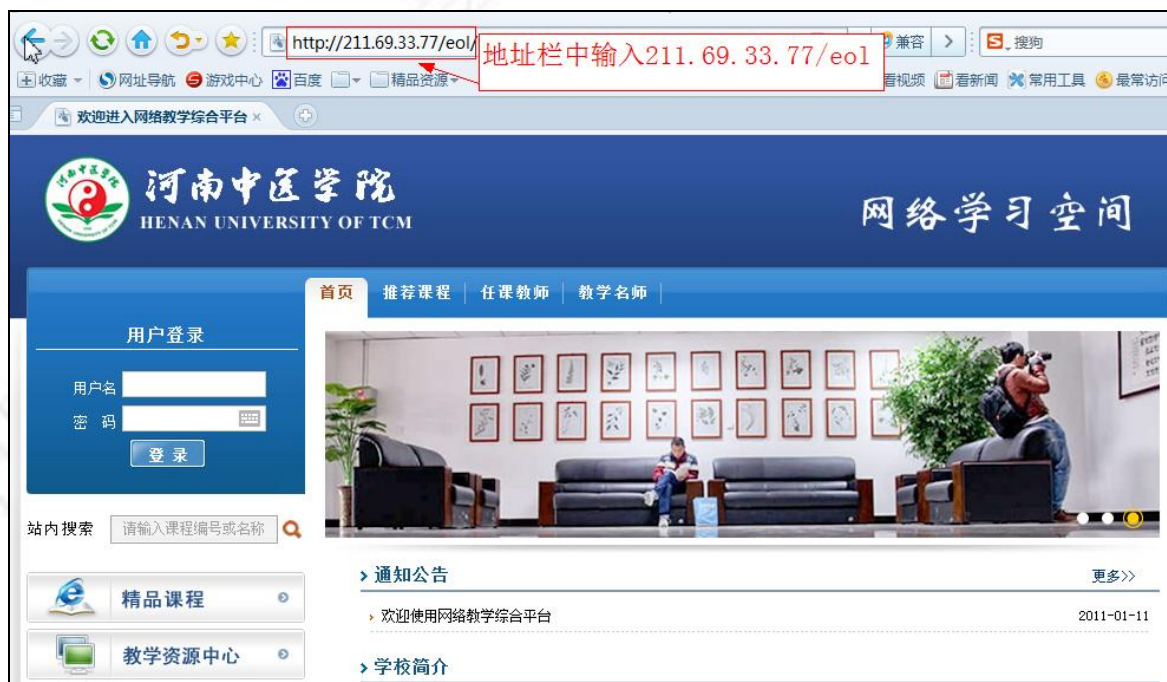 http://211.69.33.77/eol/
地址栏中输入211.69.33.77/eol
兼容
搜狗
收藏 网址导航 游戏中心 百度 精品资源
看视频 看新闻 常用工具 最常访问
欢迎进入网络教学综合平台
河南中医学院
HENAN UNIVERSITY OF TCM
网络学习空间
首页 推荐课程 任课教师 教学名师
用户登录
用户名
密 码
登 录
站内搜索 请输入课程编号或名称
精品课程
教学资源中心
通知公告 更多>>
欢迎使用网络教学综合平台 2011-01-11
学校简介